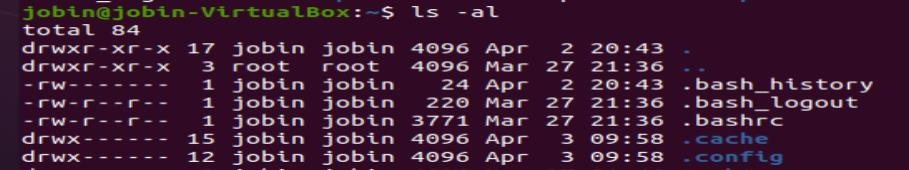 jobin@jobin-VirtualBox:~$ ls -al
total 84
drwxr-xr-x 17 jobin jobin 4096 Apr  2 20:43 .
drwxr-xr-x  3 root  root  4096 Mar 27 21:36 ..
-rw-------  1 jobin jobin   24 Apr  2 20:43 .bash_history
-rw-r--r--  1 jobin jobin  220 Mar 27 21:36 .bash_logout
-rw-r--r--  1 jobin jobin 3771 Mar 27 21:36 .bashrc
drwx------ 15 jobin jobin 4096 Apr  3 09:58 .cache
drwx------ 12 jobin jobin 4096 Apr  3 09:58 .config